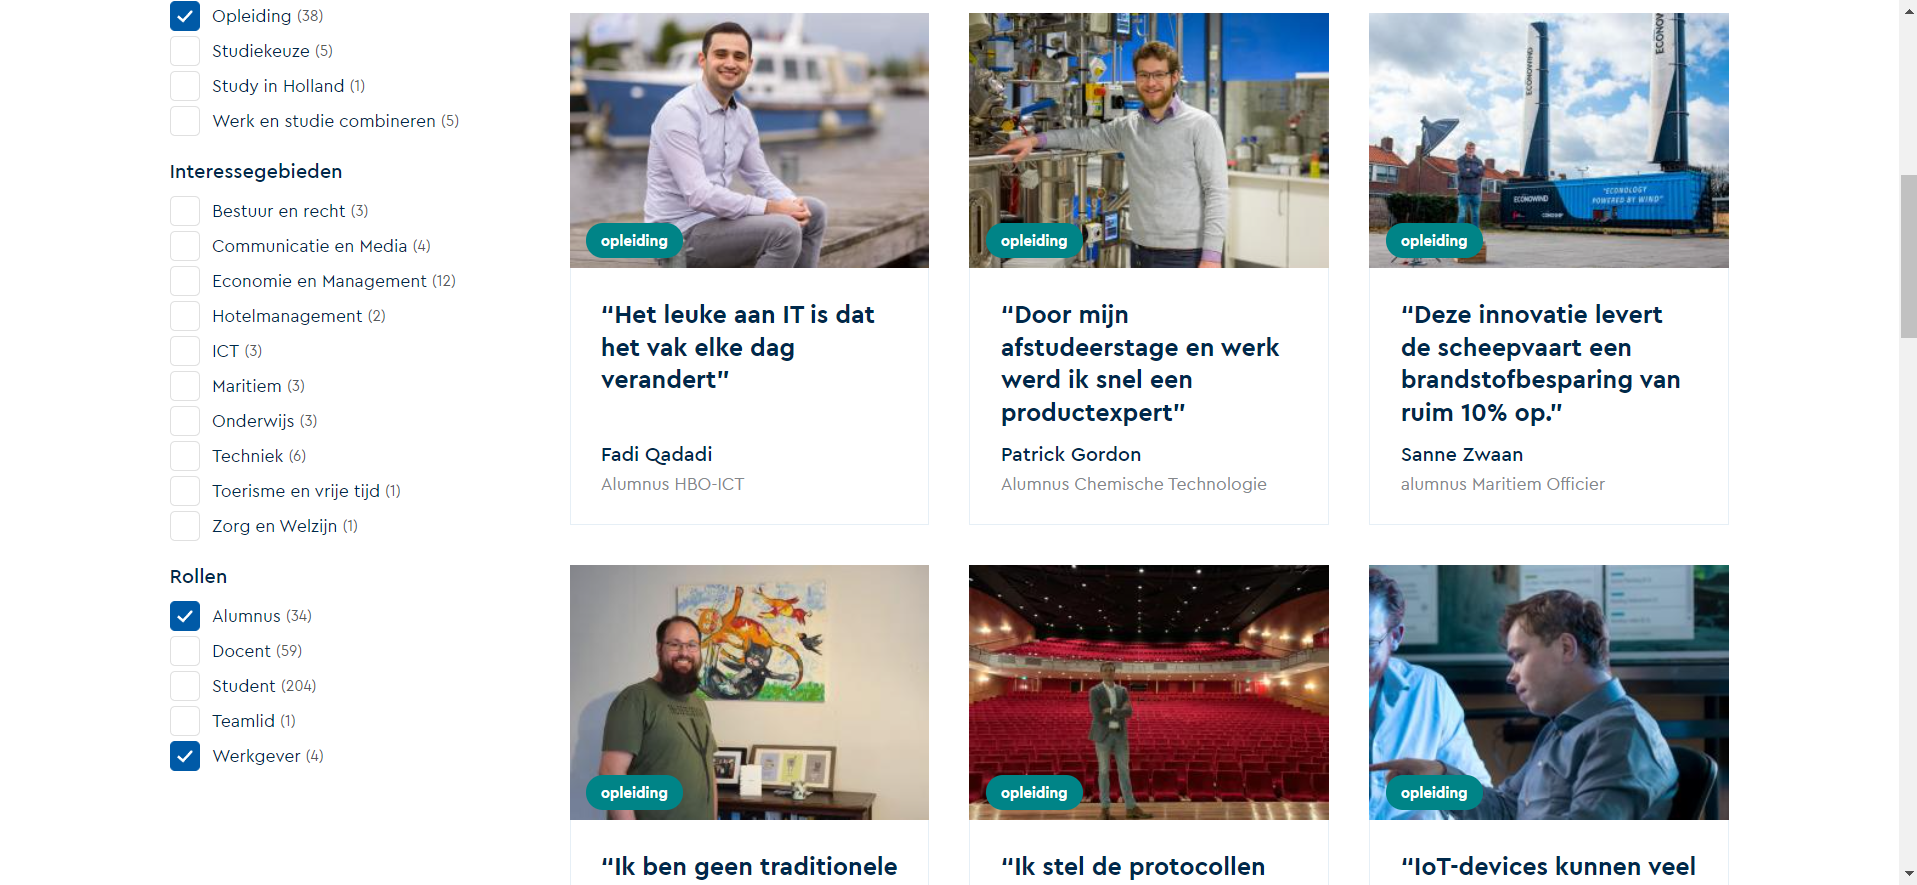 Opleiding (38)
Studiekeuze (5)
Study in Holland (1)
Werk en studie combineren (5)
Interessegebieden
Bestuur en recht (3)
Communicatie en Media (4)
Economie en Management (12)
Hotelmanagement (2)
ICT (3)
Maritiem (3)
Onderwijs (3)
Techniek (6)
Toerisme en vrije tijd (1)
Zorg en Welzijn (1)
Rollen
Alumnus (34)
Docent (59)
Student (204)
Teamlid (1)
Werkgever (4)
opleiding
“Het leuke aan IT is dat
het vak elke dag
verandert”
Fadi Qadadi
Alumnus HBO-ICT
opleiding
“Door mijn
afstudeerstage en werk
werd ik snel een
productexpert”
Patrick Gordon
Alumnus Chemische Technologie
ECONOWIND
ECONOWIND
"ECONOLOGY
POWERED BY WIND"
opleiding
“Deze innovatie levert
de scheepvaart een
brandstofbesparing van
ruim 10% op.”
Sanne Zwaan
alumnus Maritiem Officier
opleiding
“Ik ben geen traditionele
opleiding
“Ik stel de protocollen
opleiding
“IoT-devices kunnen veel